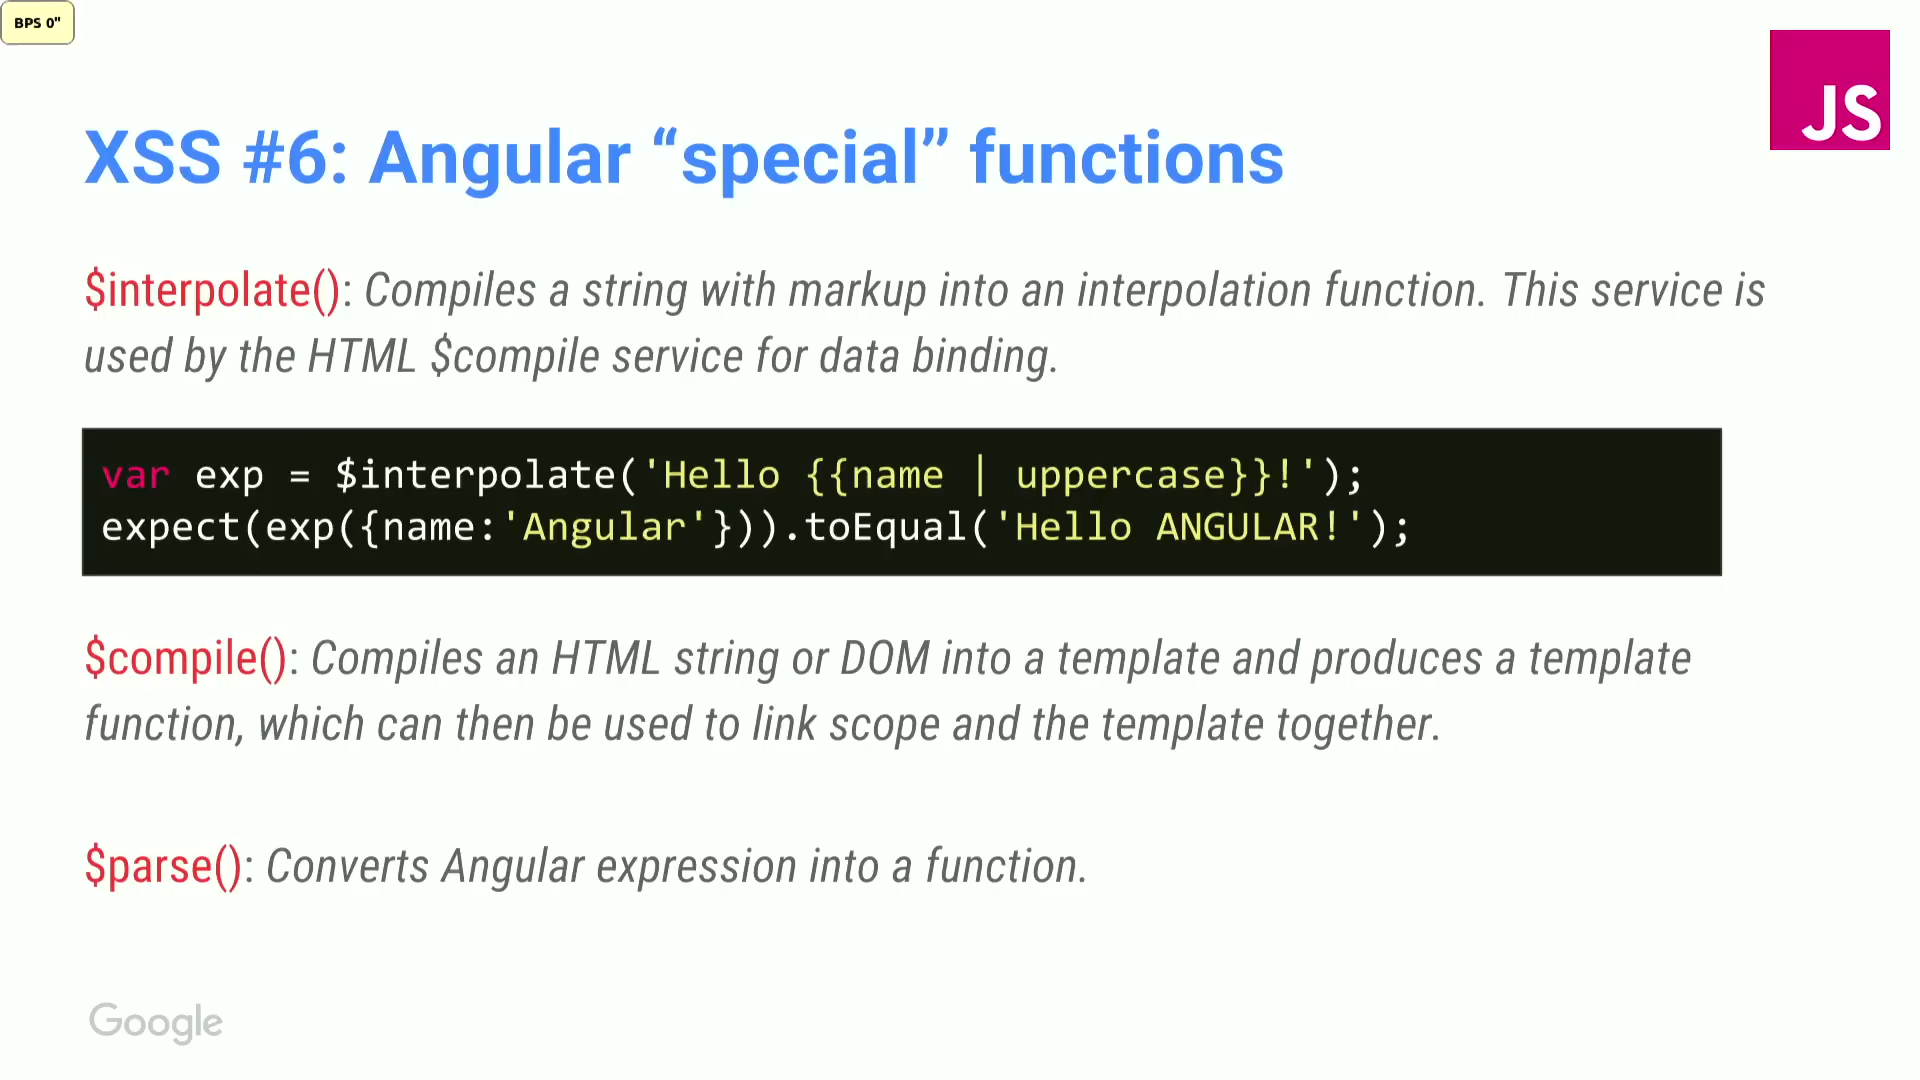 BPS 0"
JS
XSS #6: Angular “special” functions
$interpolate(): Compiles a string with markup into an interpolation function. This service is
used by the HTML $compile service for data binding.
var exp = $interpolate('Hello {{name | uppercase}}!');
expect(exp({name:'Angular'})).toEqual('Hello ANGULAR!');
$compile(): Compiles an HTML string or DOM into a template and produces a template
function, which can then be used to link scope and the template together.
$parse(): Converts Angular expression into a function.
Google